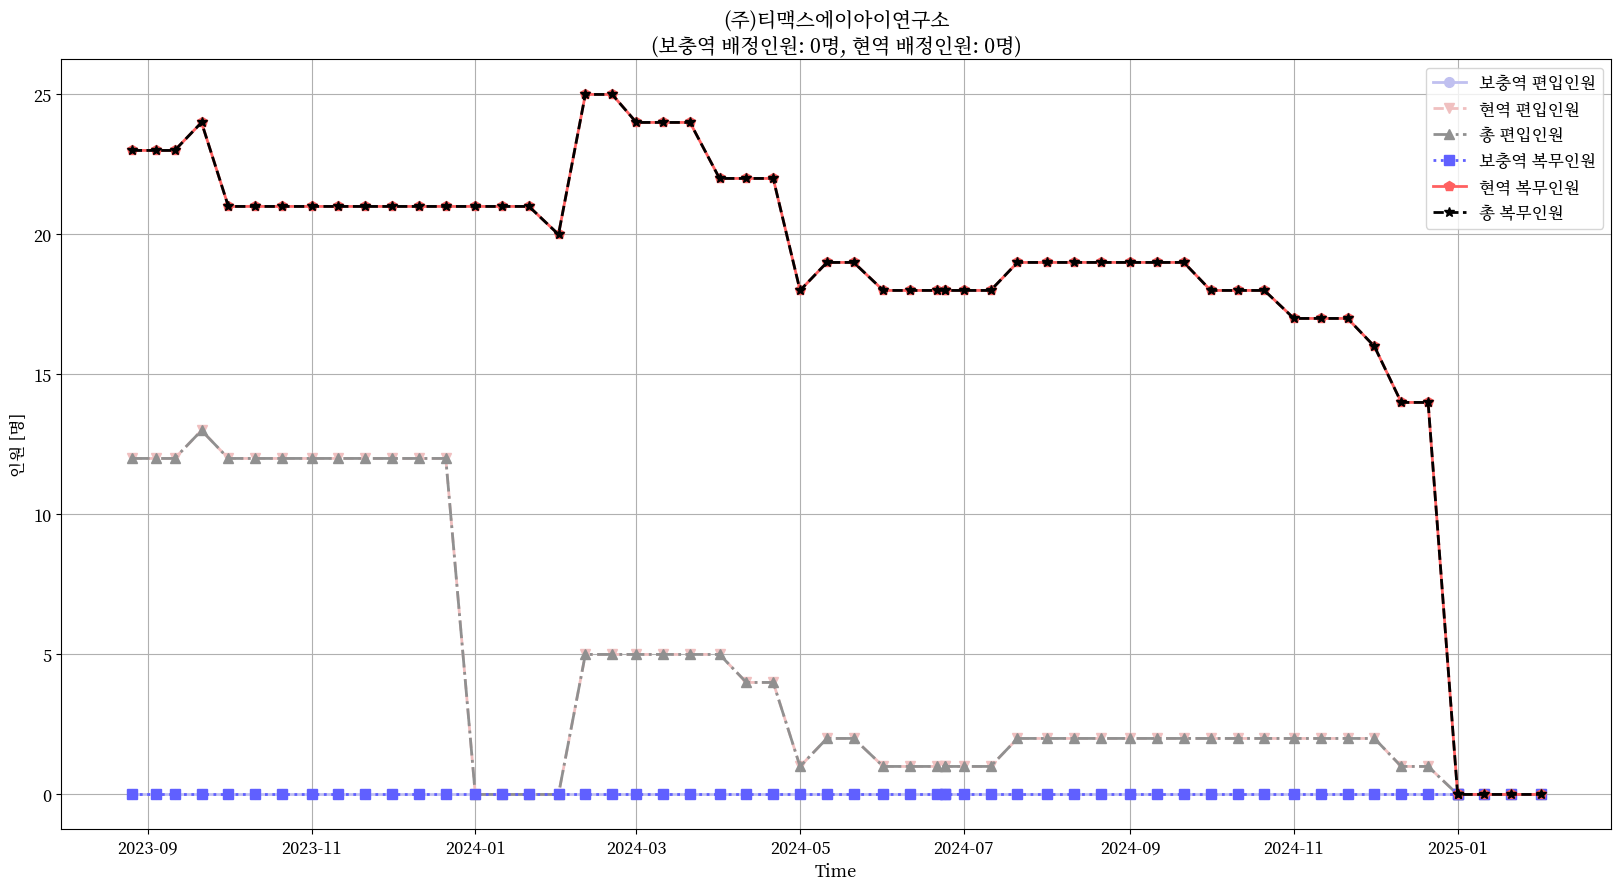 (주)티맥스에이아이연구소
(보충역 배정인원: 0명, 현역 배정인원: 0명)
보충역 편입인원
현역 편입인원
총 편입인원
보충역 복무인원
현역 복무인원
총 복무인원
인원 [명]
25
20
15
10
5
0
2023-09
2023-11
2024-01
2024-03
2024-05
2024-07
2024-09
2024-11
2025-01
Time